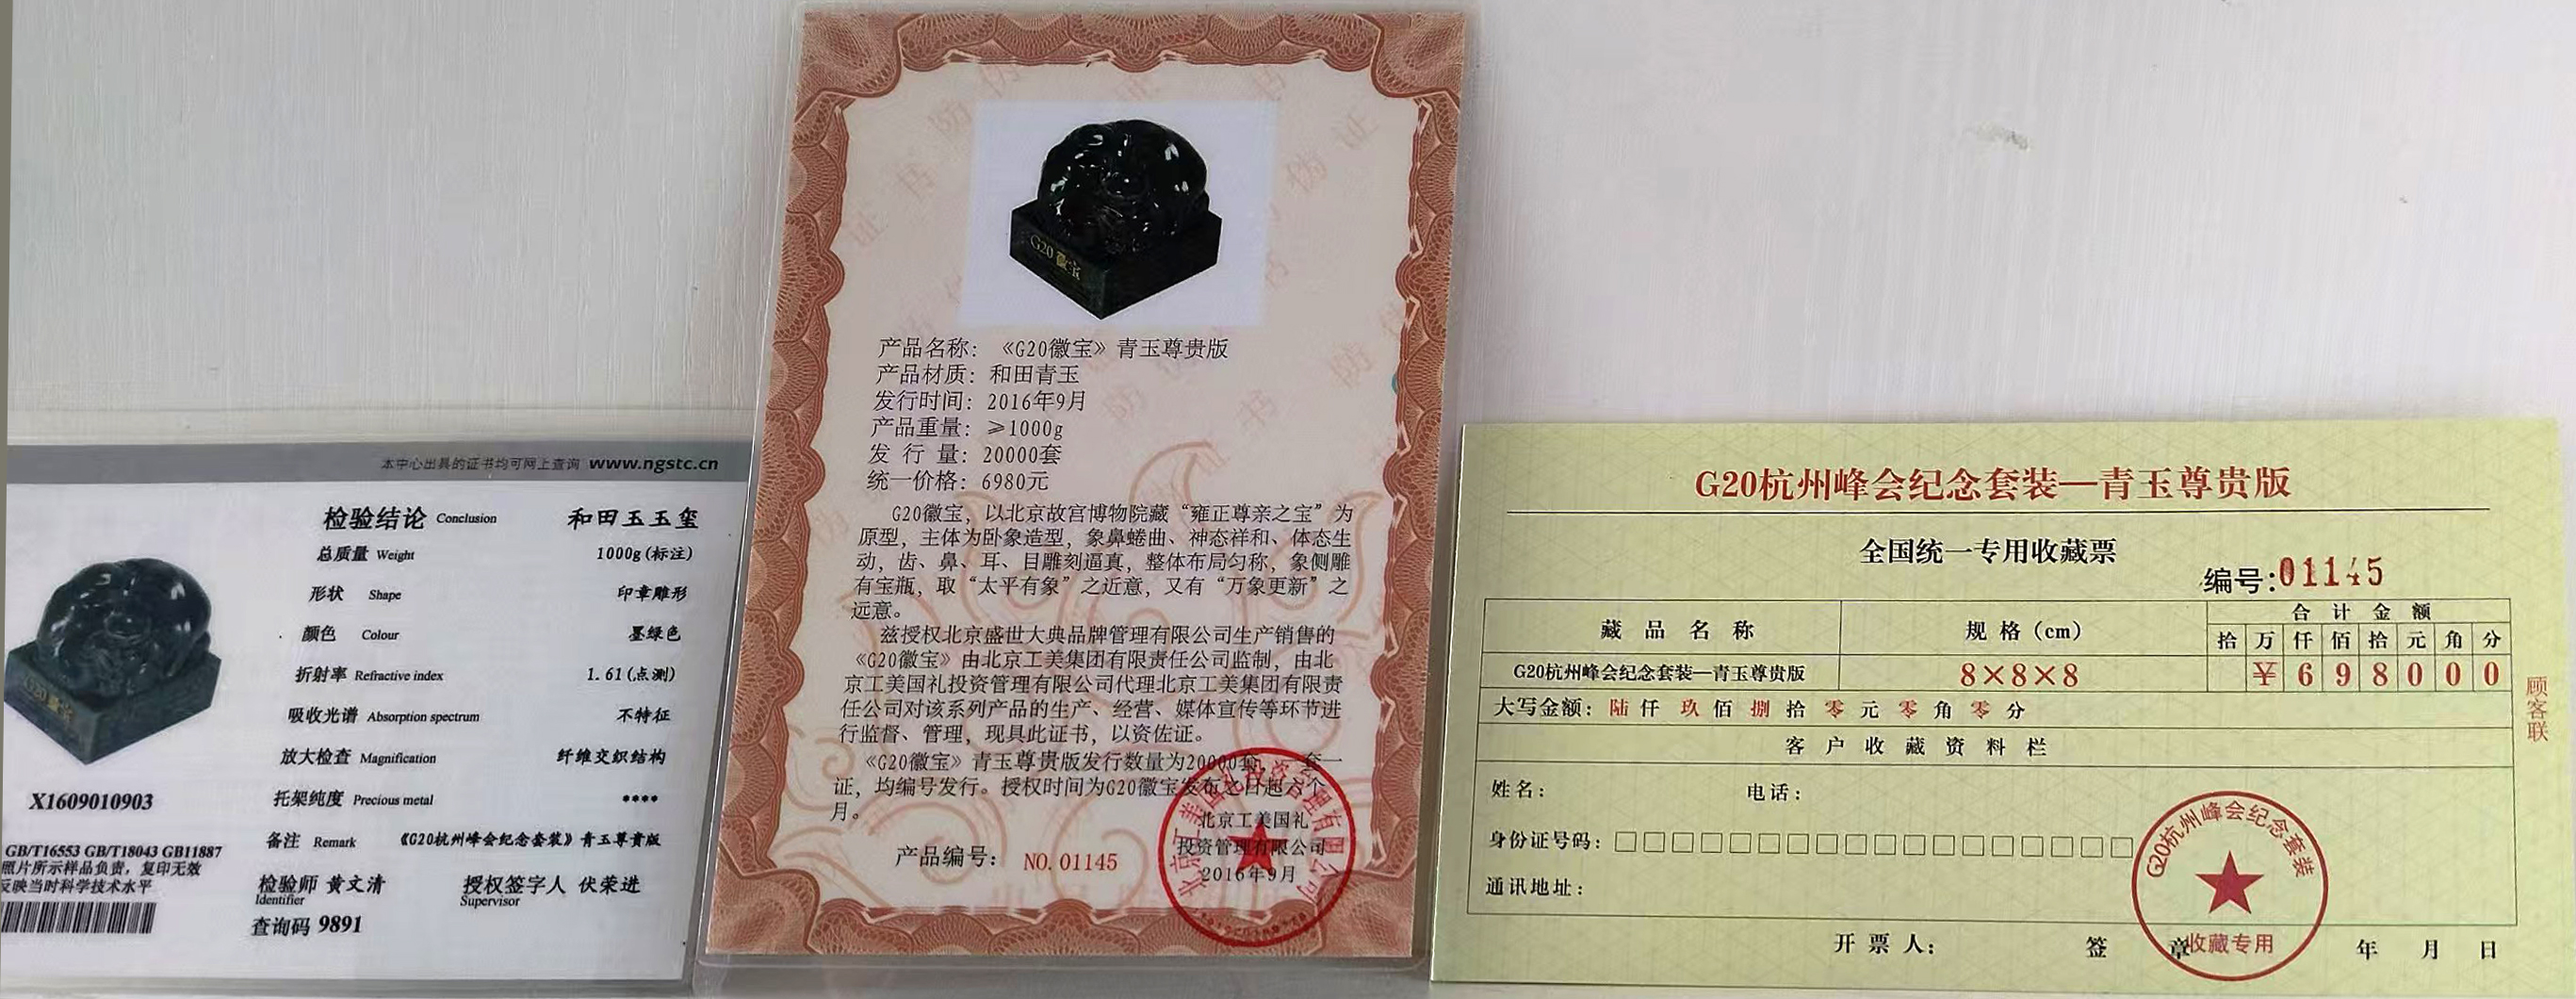 本中心出具的证书均可网上查询 www.ngstc.cn
检验结论 Conclusion 和田玉玉玺
总质量 Weight 1000g(标注)
形状 Shape 印章雕形
颜色 Colour 墨绿色
折射率 Refractive index 1.61(点测)
吸收光谱 Absorption spectrum 不特征
放大检查 Magnification 纤维交织结构
托架纯度 Precious metal ****
备注 Remark 《G20杭州峰会纪念套装》青玉尊贵版
检验师 黄文清 授权签字人 伏荣进
Identifier Supervisor
查询码 9891
G20 徽宝
X1609010903
GB/T16553 GB/T18043 GB11887
照片所示样品负责，复印无效
反映当时科学技术水平
G20 徽宝
产品名称：《G20徽宝》青玉尊贵版
产品材质：和田青玉
发行时间：2016年9月
产品重量：≥1000g
发 行 量：20000套
统一价格：6980元
G20徽宝，以北京故宫博物院藏“雍正尊亲之宝”为
原型，主体为卧象造型，象鼻蜷曲、神态祥和、体态生
动，齿、鼻、耳、目雕刻逼真，整体布局匀称，象侧雕
有宝瓶，取“太平有象”之近意，又有“万象更新”之
远意。
兹授权北京盛世大典品牌管理有限公司生产销售的
《G20徽宝》由北京工美集团有限责任公司监制，由北
京工美国礼投资管理有限公司代理北京工美集团有限责
任公司对该系列产品的生产、经营、媒体宣传等环节进
行监督、管理，现具此证书，以资佐证。
《G20徽宝》青玉尊贵版发行数量为20000套，一套一
证，均编号发行。授权时间为G20徽宝发布之日起六个
月。
北京工美国礼
投资管理有限公司
2016年9月
产品编号： NO.01145
北京工美国礼投资管理有限公司
G20杭州峰会纪念套装—青玉尊贵版
全国统一专用收藏票
编号:01145
藏品名称 规格(cm) 合计金额
拾 万 仟 佰 拾 元 角 分
G20杭州峰会纪念套装—青玉尊贵版 8×8×8 ¥ 6 9 8 0 0 0
大写金额：陆仟玖佰捌拾零元零角零分
客户收藏资料栏
姓名： 电话：
身份证号码：□□□□□□□□□□□□□□□□□□
通讯地址：
开票人： 签章 年 月 日
G20杭州峰会纪念套装
收藏专用
顾客联